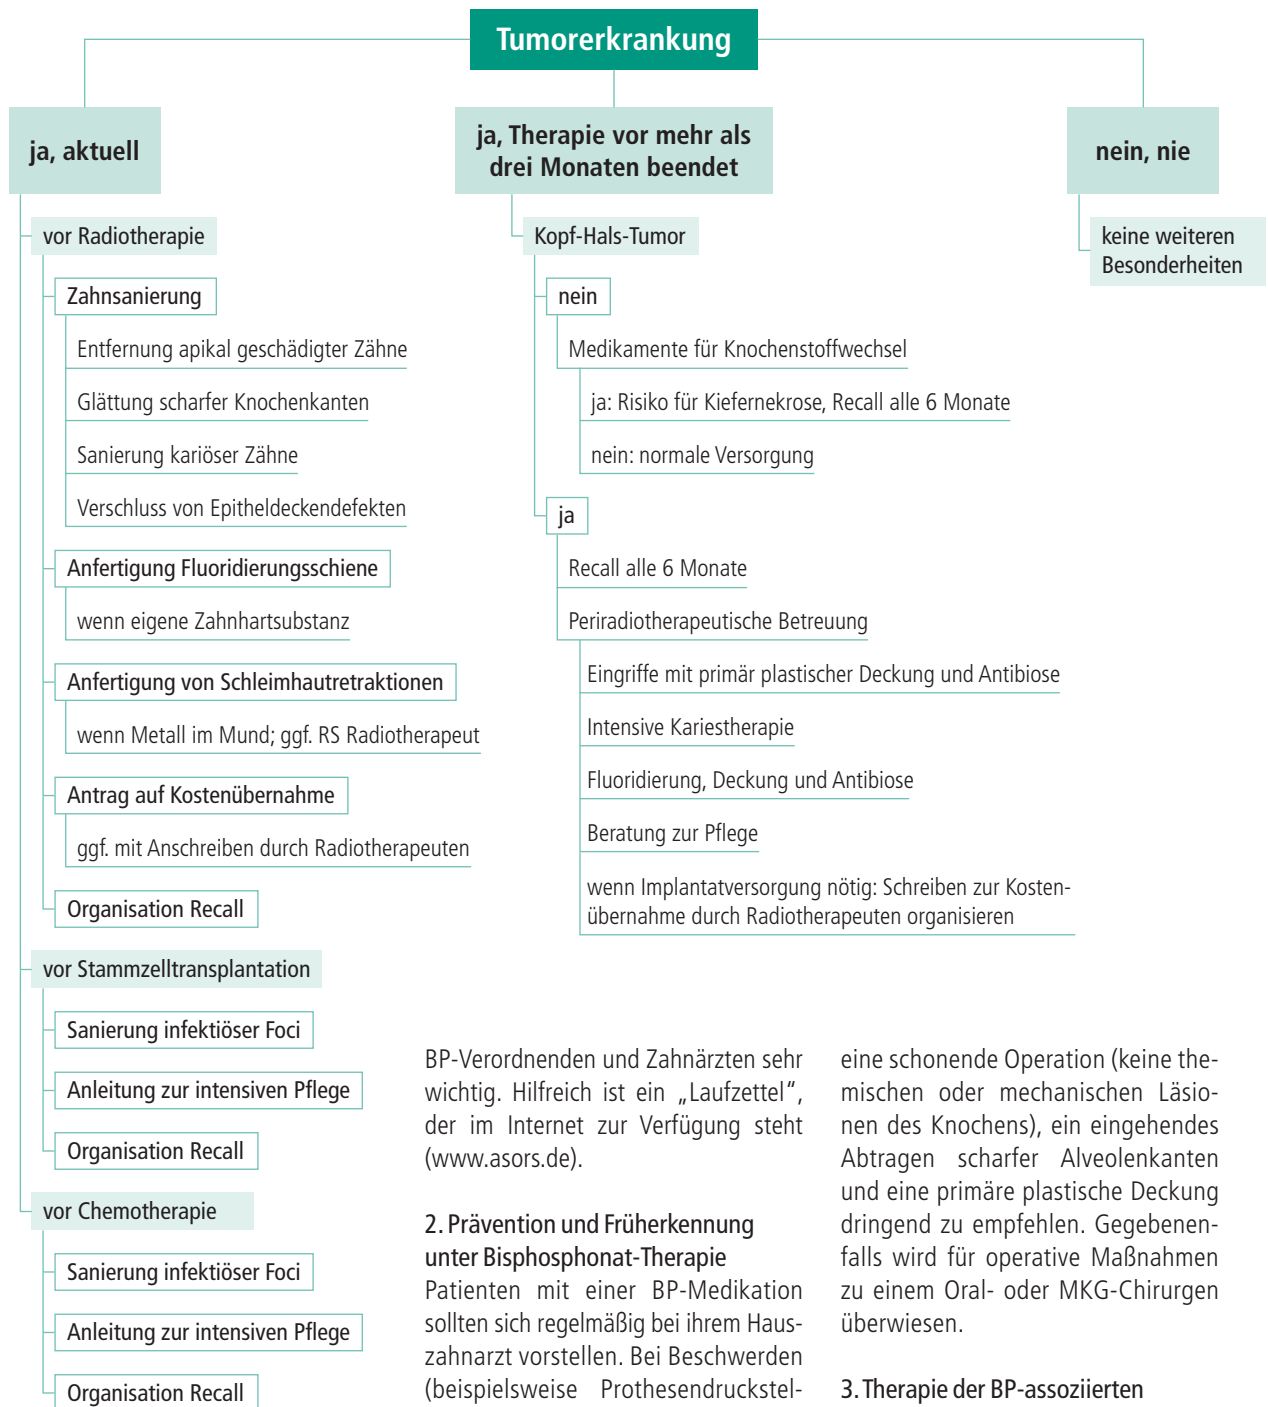 Tumorerkrankung
ja, aktuell
vor Radiotherapie
Zahnsanierung
Entfernung apikal geschädigter Zähne
Glättung scharfer Knochenkanten
Sanierung kariöser Zähne
Verschluss von Epitheldeckendefekten
Anfertigung Fluoridierungsschiene
wenn eigene Zahnhartsubstanz
Anfertigung von Schleimhautretraktionen
wenn Metall im Mund; ggf. RS Radiotherapeut
Antrag auf Kostenübernahme
ggf. mit Anschreiben durch Radiotherapeuten
Organisation Recall
vor Stammzelltransplantation
Sanierung infektiöser Foci
Anleitung zur intensiven Pflege
Organisation Recall
vor Chemotherapie
Sanierung infektiöser Foci
Anleitung zur intensiven Pflege
Organisation Recall
ja, Therapie vor mehr als
drei Monaten beendet
Kopf-Hals-Tumor
nein
Medikamente für Knochenstoffwechsel
ja: Risiko für Kiefernekrose, Recall alle 6 Monate
nein: normale Versorgung
ja
Recall alle 6 Monate
Periradiotherapeutische Betreuung
Eingriffe mit primär plastischer Deckung und Antibiose
Intensive Kariestherapie
Fluoridierung, Deckung und Antibiose
Beratung zur Pflege
wenn Implantatversorgung nötig: Schreiben zur Kosten-
übernahme durch Radiotherapeuten organisieren
nein, nie
keine weiteren
Besonderheiten
BP-Verordnenden und Zahnärzten sehr
wichtig. Hilfreich ist ein „Laufzettel“,
der im Internet zur Verfügung steht
(www.asors.de).
2. Prävention und Früherkennung
unter Bisphosphonat-Therapie
Patienten mit einer BP-Medikation
sollten sich regelmäßig bei ihrem Haus-
zahnarzt vorstellen. Bei Beschwerden
(beispielsweise Prothesendruckstel-
eine schonende Operation (keine the-
mischen oder mechanischen Läsio-
nen des Knochens), ein eingehendes
Abtragen scharfer Alveolenkanten
und eine primäre plastische Deckung
dringend zu empfehlen. Gegebenen-
falls wird für operative Maßnahmen
zu einem Oral- oder MKG-Chirurgen
überwiesen.
3. Therapie der BP-assoziierten